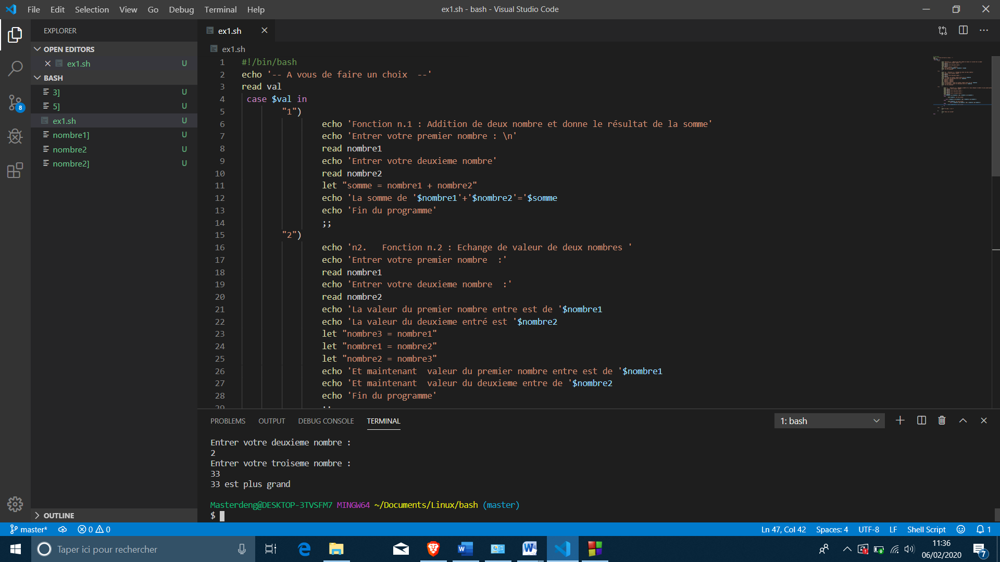 File Edit Selection View Go Debug Terminal Help
ex1.sh - bash - Visual Studio Code
EXPLORER
OPEN EDITORS
ex1.sh U
BASH
3] U
5] U
ex1.sh U
nombre1] U
nombre2 U
nombre2] U
OUTLINE
8
ex1.sh
ex1.sh
1 #!/bin/bash
2 echo '-- A vous de faire un choix  --'
3 read val
4 case $val in
5 "1")
6 echo 'Fonction n.1 : Addition de deux nombre et donne le résultat de la somme'
7 echo 'Entrer votre premier nombre : \n'
8 read nombre1
9 echo 'Entrer votre deuxieme nombre'
10 read nombre2
11 let "somme = nombre1 + nombre2"
12 echo 'La somme de '$nombre1'+'$nombre2'='$somme
13 echo 'Fin du programme'
14 ;;
15 "2")
16 echo 'n2.   Fonction n.2 : Echange de valeur de deux nombres '
17 echo 'Entrer votre premier nombre  :'
18 read nombre1
19 echo 'Entrer votre deuxieme nombre  :'
20 read nombre2
21 echo 'La valeur du premier nombre entre est de '$nombre1
22 echo 'La valeur du deuxieme entré est '$nombre2
23 let "nombre3 = nombre1"
24 let "nombre1 = nombre2"
25 let "nombre2 = nombre3"
26 echo 'Et maintenant  valeur du premier nombre entre est de '$nombre1
27 echo 'Et maintenant  valeur du deuxieme entre de '$nombre2
28 echo 'Fin du programme'
29 ;;
PROBLEMS OUTPUT DEBUG CONSOLE TERMINAL
1: bash
Entrer votre deuxieme nombre :
2
Entrer votre troiseme nombre :
33
33 est plus grand
Masterdeng@DESKTOP-3TVSFM7 MINGW64 ~/Documents/Linux/bash (master)
$
master* 0 0
Ln 47, Col 42 Spaces: 4 UTF-8 LF Shell Script 1
Taper ici pour rechercher
11:36
06/02/2020
7